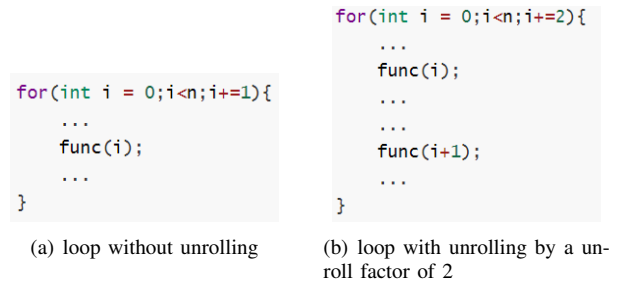 for(int i = 0;i<n;i+=1){
...
func(i);
...
}
(a) loop without unrolling
for(int i = 0;i<n;i+=2){
...
func(i);
...
...
func(i+1);
...
}
(b) loop with unrolling by a un-
roll factor of 2